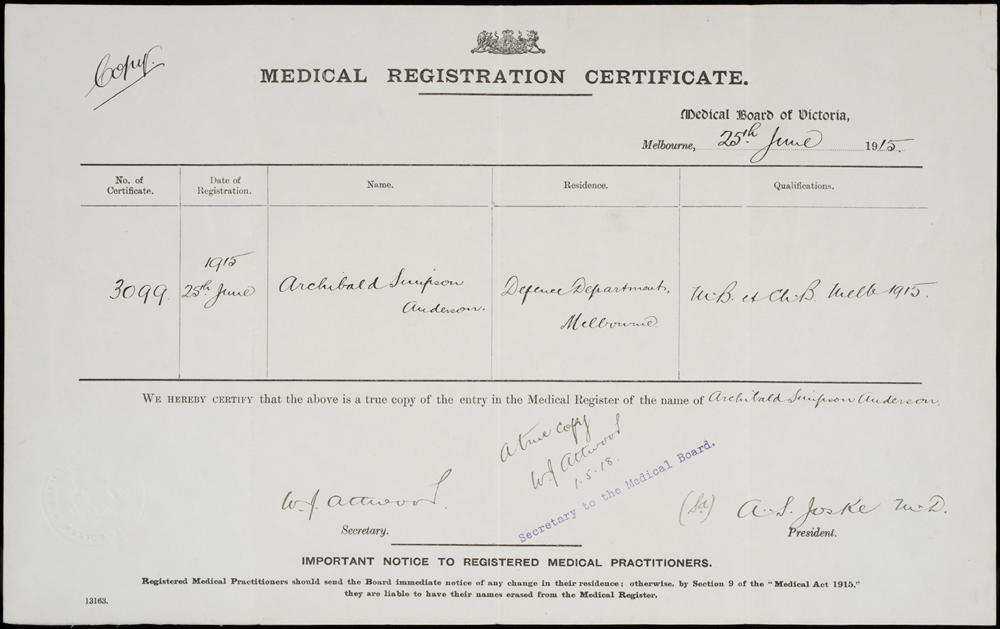 Copy.
MEDICAL REGISTRATION CERTIFICATE.
Medical Board of Victoria,
Melbourne, 25th June 1915.
No. of Certificate.
Date of Registration.
Name.
Residence.
Qualifications.
3099.
1915
25th June
Archibald Simpson
Anderson.
Defence Department,
Melbourne.
M.B. et Ch.B. Melb 1915.
WE HEREBY CERTIFY that the above is a true copy of the entry in the Medical Register of the name of Archibald Simpson Anderson.
A true copy
W.J. Attwood
1.5.18.
Secretary to the Medical Board.
W.J. Attwood.
Secretary.
(Sd) A.S. Joske M.D.
President.
IMPORTANT NOTICE TO REGISTERED MEDICAL PRACTITIONERS.
Registered Medical Practitioners should send the Board immediate notice of any change in their residence; otherwise, by Section 9 of the "Medical Act 1915,"
they are liable to have their names erased from the Medical Register.
13163.